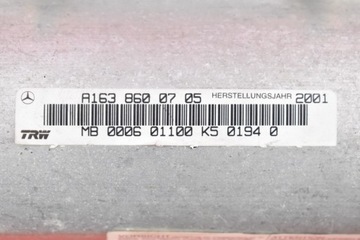 A163 860 07 05 HERSTELLUNGSJAHR 2001
TRW MB 0006 01100 K5 0194 0